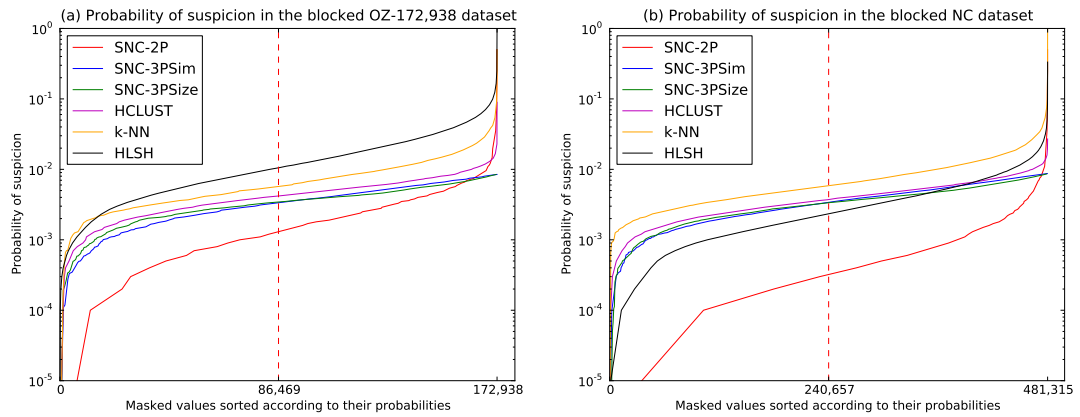 (a) Probability of suspicion in the blocked OZ-172,938 dataset
Probability of suspicion
10^0
10^-1
10^-2
10^-3
10^-4
10^-5
SNC-2P
SNC-3PSim
SNC-3PSize
HCLUST
k-NN
HLSH
0
86,469
172,938
Masked values sorted according to their probabilities
(b) Probability of suspicion in the blocked NC dataset
Probability of suspicion
10^0
10^-1
10^-2
10^-3
10^-4
10^-5
SNC-2P
SNC-3PSim
SNC-3PSize
HCLUST
k-NN
HLSH
0
240,657
481,315
Masked values sorted according to their probabilities